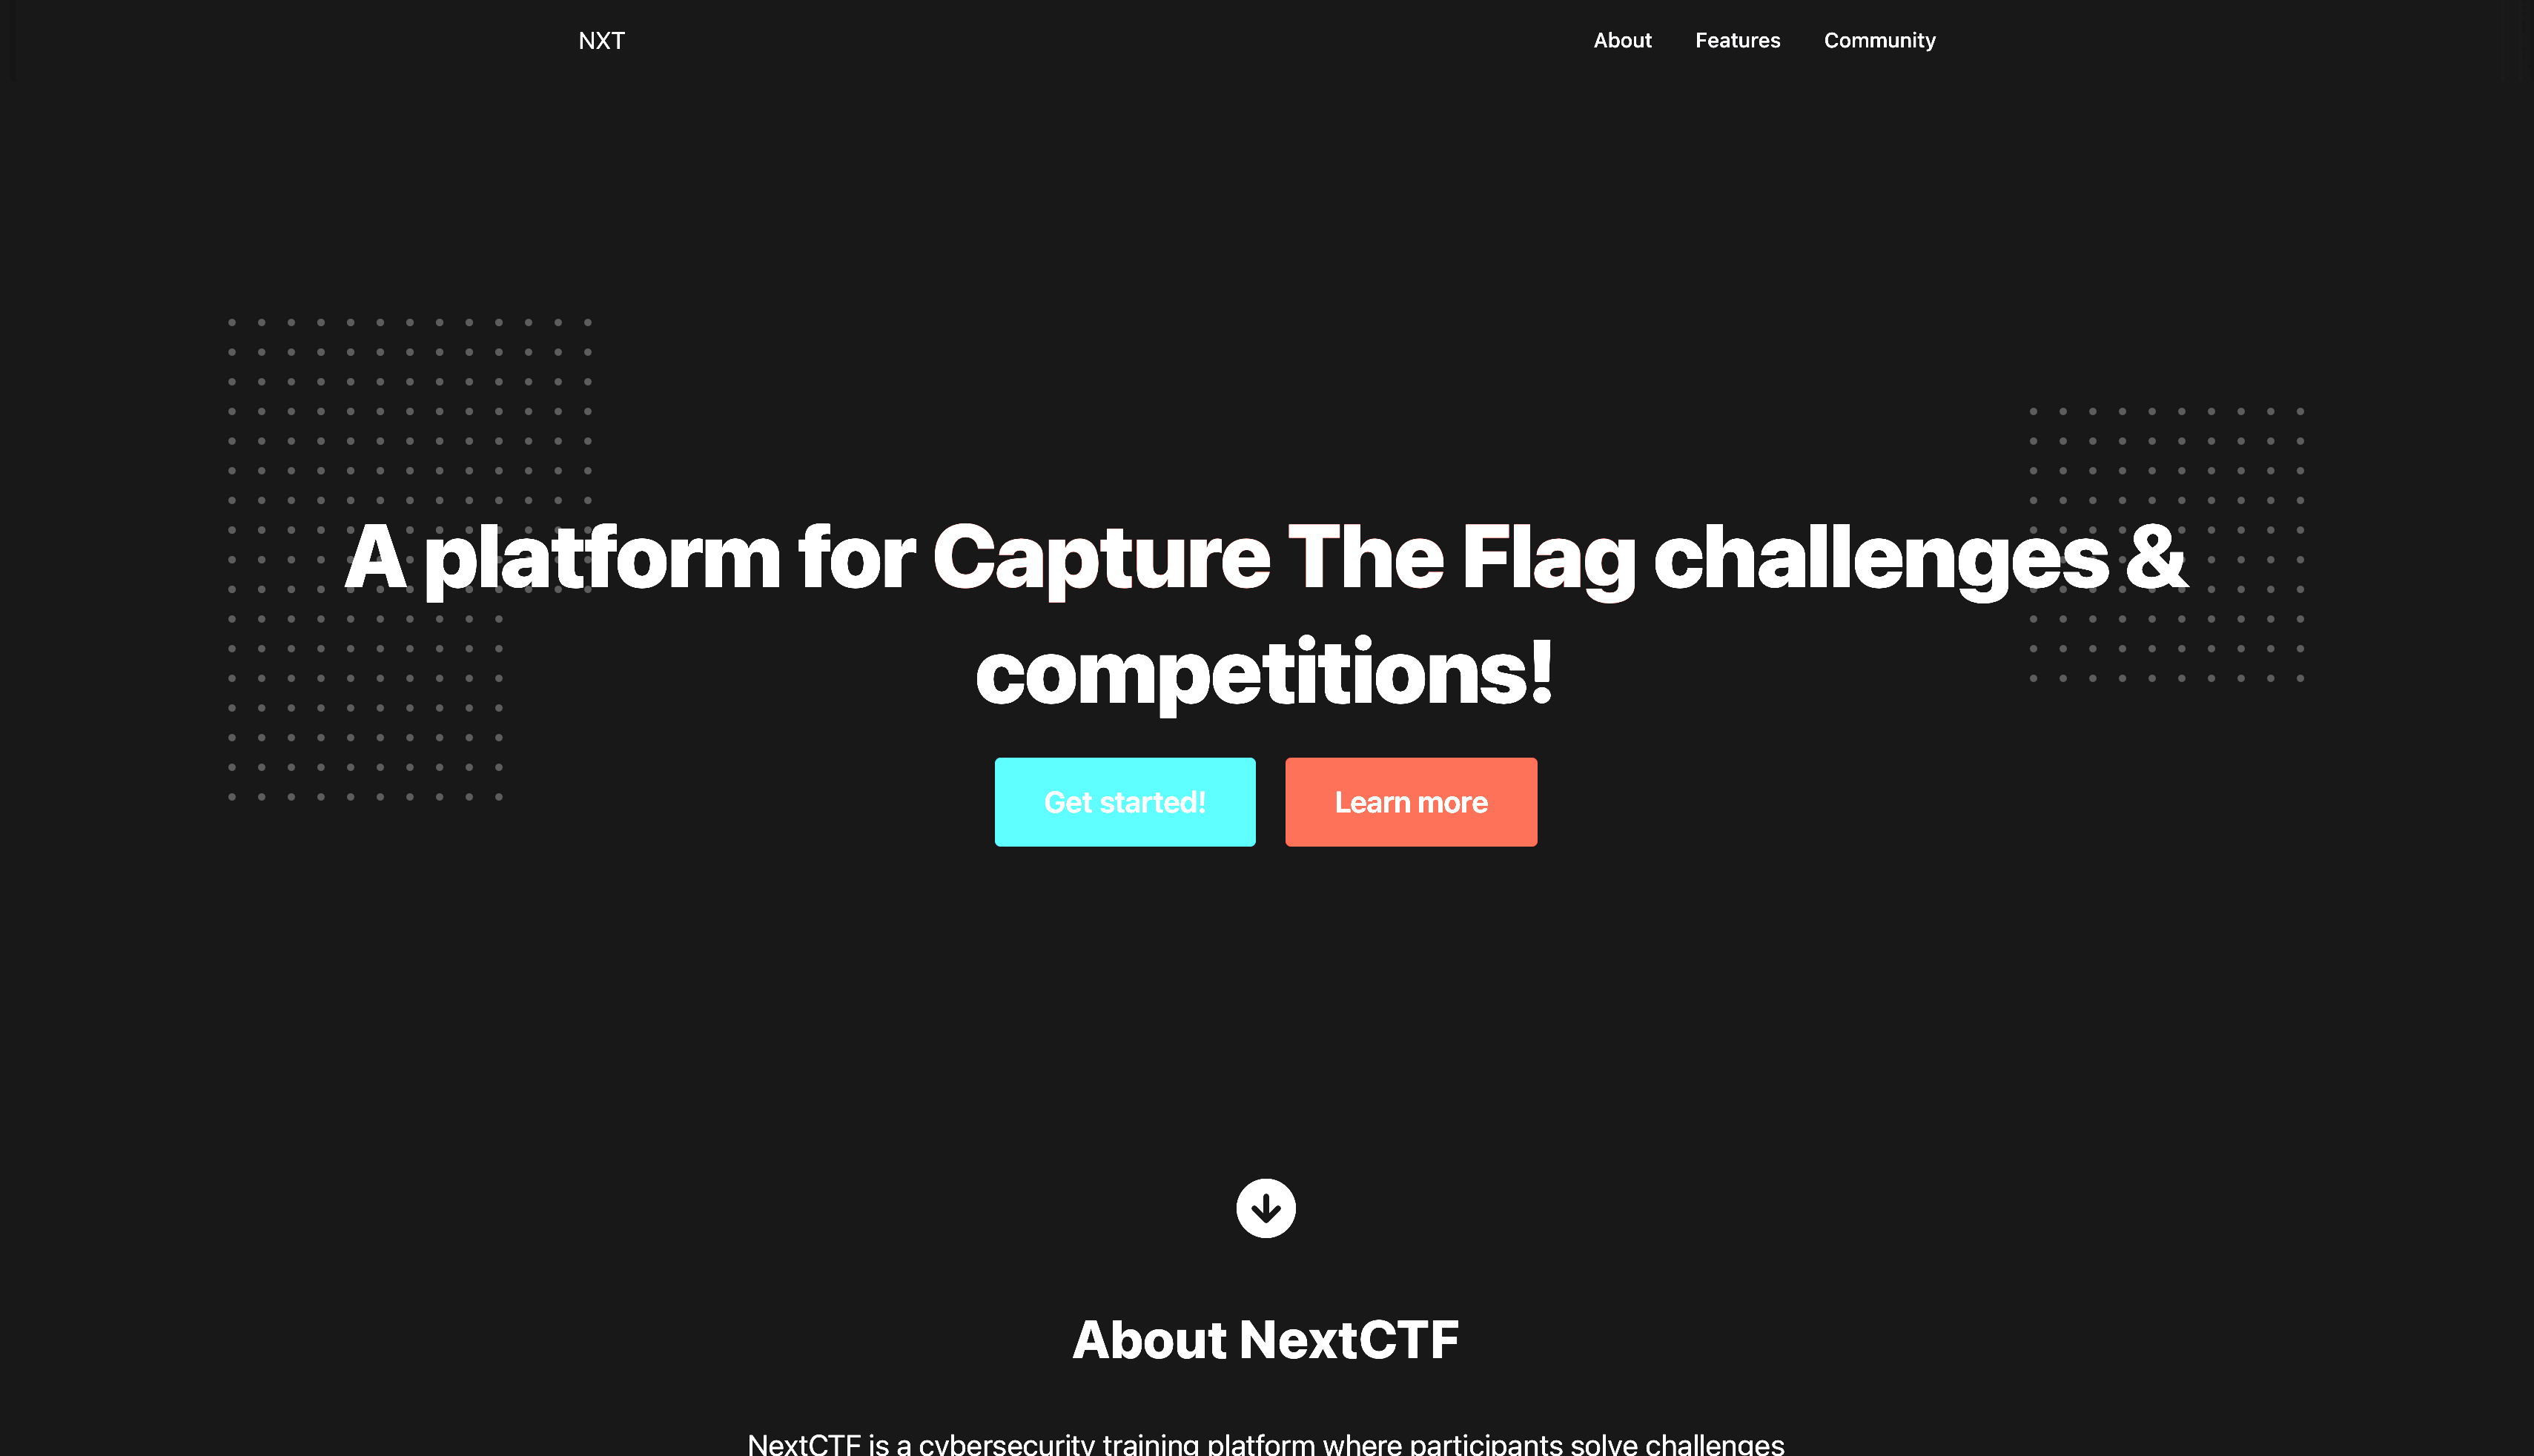 NXT
About Features Community
A platform for Capture The Flag challenges &
competitions!
Get started! Learn more
About NextCTF
NextCTF is a cybersecurity training platform where participants solve challenges